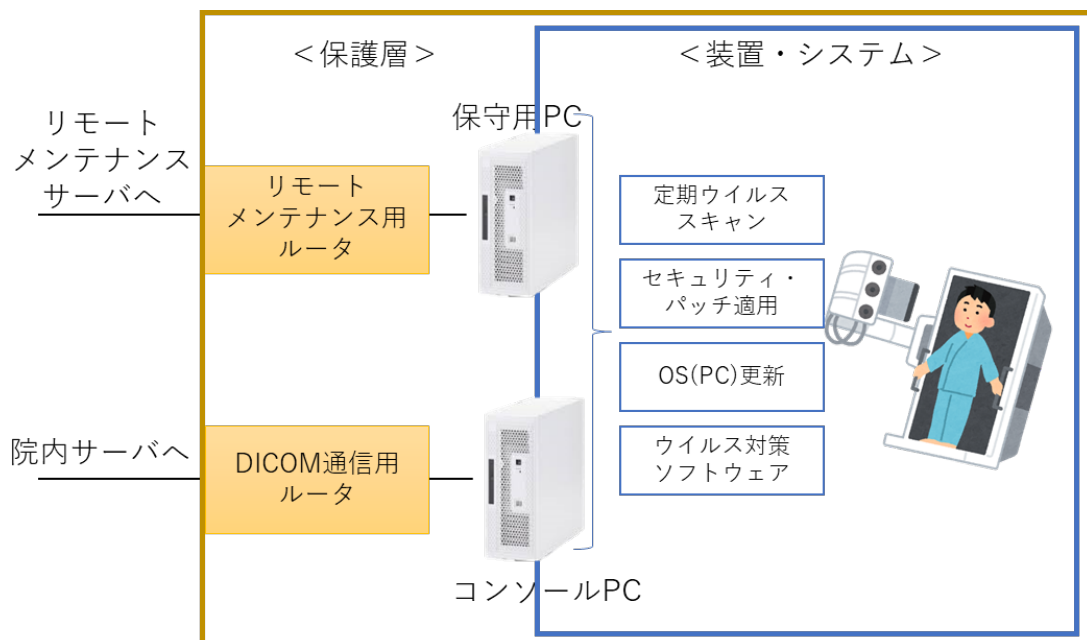 ＜保護層＞
＜装置・システム＞
リモート
メンテナンス
サーバへ
リモート
メンテナンス用
ルータ
保守用PC
定期ウイルス
スキャン
セキュリティ・
パッチ適用
OS(PC)更新
ウイルス対策
ソフトウェア
院内サーバへ
DICOM通信用
ルータ
コンソールPC